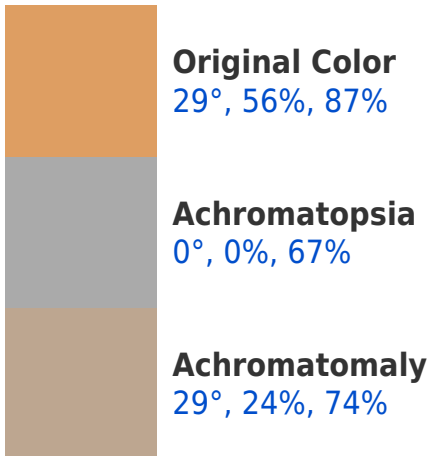 Original Color
29°, 56%, 87%
Achromatopsia
0°, 0%, 67%
Achromatomaly
29°, 24%, 74%